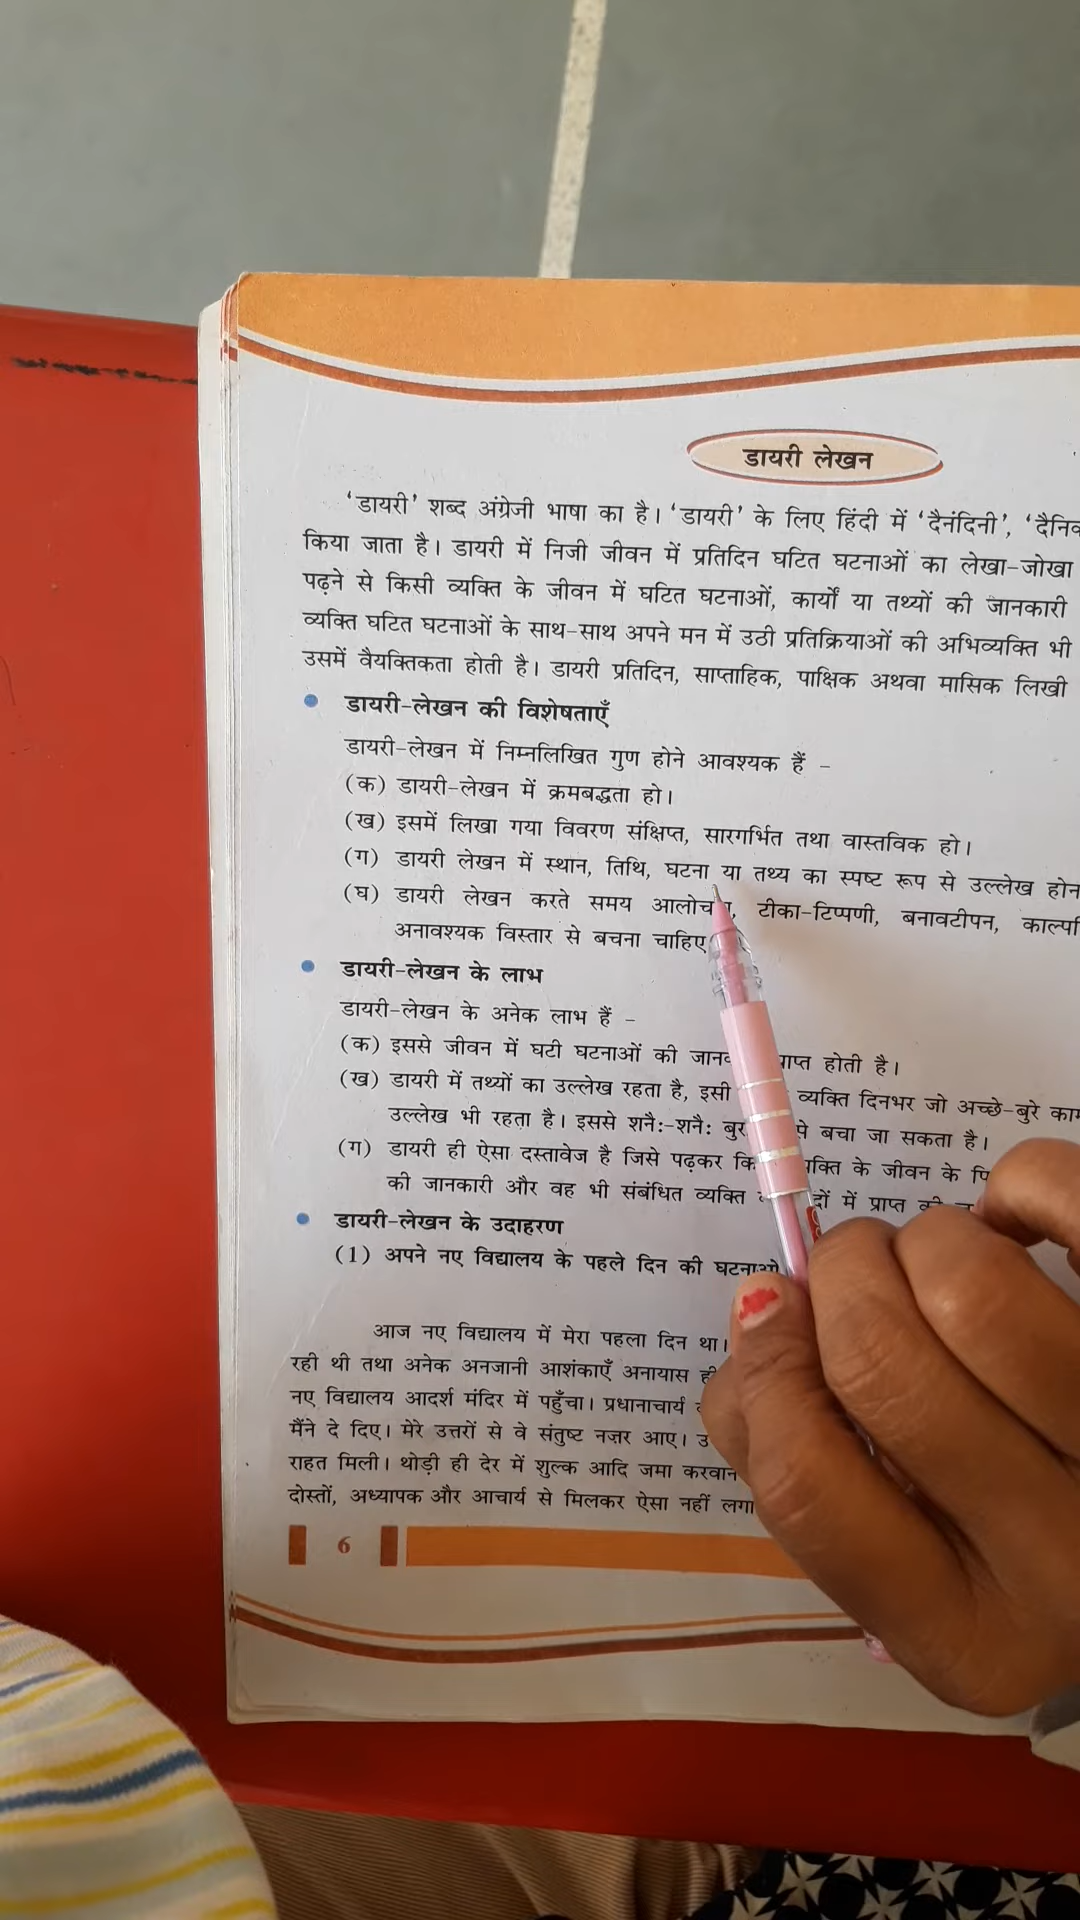 डायरी लेखन
'डायरी' शब्द अंग्रेजी भाषा का है। 'डायरी' के लिए हिंदी में 'दैनंदिनी',
किया जाता है। डायरी में निजी जीवन में प्रतिदिन घटित घटनाओं का लेखा-जोखा
पढ़ने से किसी व्यक्ति के जीवन में घटित घटनाओं, कार्यों या तथ्यों की जानकारी
व्यक्ति घटित घटनाओं के साथ-साथ अपने मन में उठी प्रतिक्रियाओं की अभिव्यक्ति भी
उसमें वैयक्तिकता होती है। डायरी प्रतिदिन, साप्ताहिक, पाक्षिक अथवा मासिक लिखी
डायरी-लेखन की विशेषताएँ
डायरी-लेखन में निम्नलिखित गुण होने आवश्यक हैं -
(क) डायरी-लेखन में क्रमबद्धता हो।
(ख) इसमें लिखा गया विवरण संक्षिप्त, सारगर्भित तथा वास्तविक हो।
(ग) डायरी लेखन में स्थान, तिथि, घटना या तथ्य का स्पष्ट रूप से उल्लेख
(घ) डायरी लेखन करते समय टीका-टिप्पणी, बनावटीपन,
अनावश्यक विस्तार से बचना चाहिए
डायरी-लेखन के लाभ
डायरी-लेखन के अनेक लाभ हैं -
(क) इससे जीवन में घटी घटनाओं की होती है।
(ख) डायरी में तथ्यों का उल्लेख रहता है, इसी व्यक्ति दिनभर जो अच्छे-बुरे
उल्लेख भी रहता है। इससे शनैः-शनैः से बचा जा सकता है।
(ग) डायरी ही ऐसा दस्तावेज है जिसे पढ़कर के जीवन के
की जानकारी और वह भी संबंधित व्यक्ति में प्राप्त की
डायरी-लेखन के उदाहरण
(1) अपने नए विद्यालय के पहले दिन की घटनाओं
आज नए विद्यालय में मेरा पहला दिन था।
रही थी तथा अनेक अनजानी आशंकाएँ अनायास
नए विद्यालय आदर्श मंदिर में पहुँचा। प्रधानाचार्य
मैंने दे दिए। मेरे उत्तरों से वे संतुष्ट नज़र आए।
राहत मिली। थोड़ी ही देर में शुल्क आदि जमा
दोस्तों, अध्यापक और आचार्य से मिलकर ऐसा नहीं लगा
6